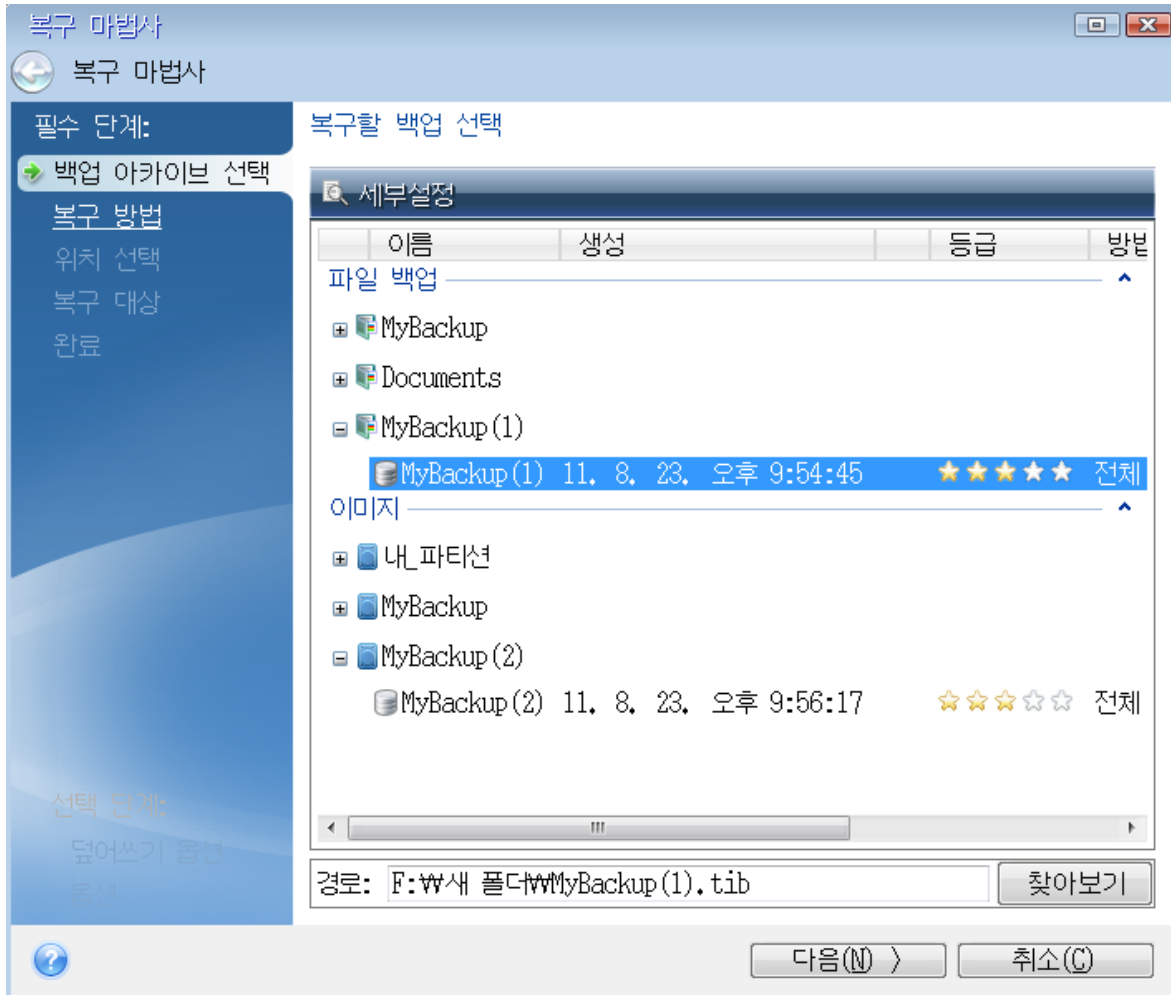 복구 마법사
복구 마법사
필수 단계:
백업 아카이브 선택
복구 방법
위치 선택
복구 대상
완료
선택 단계:
덮어쓰기 옵션
옵션
복구할 백업 선택
세부설정
이름 생성 등급 방법
파일 백업
MyBackup
Documents
MyBackup(1)
MyBackup(1) 11. 8. 23. 오후 9:54:45 전체
이미지
내_파티션
MyBackup
MyBackup(2)
MyBackup(2) 11. 8. 23. 오후 9:56:17 전체
경로: F:₩새 폴더₩MyBackup(1).tib 찾아보기
다음(N) 〉 취소(C)